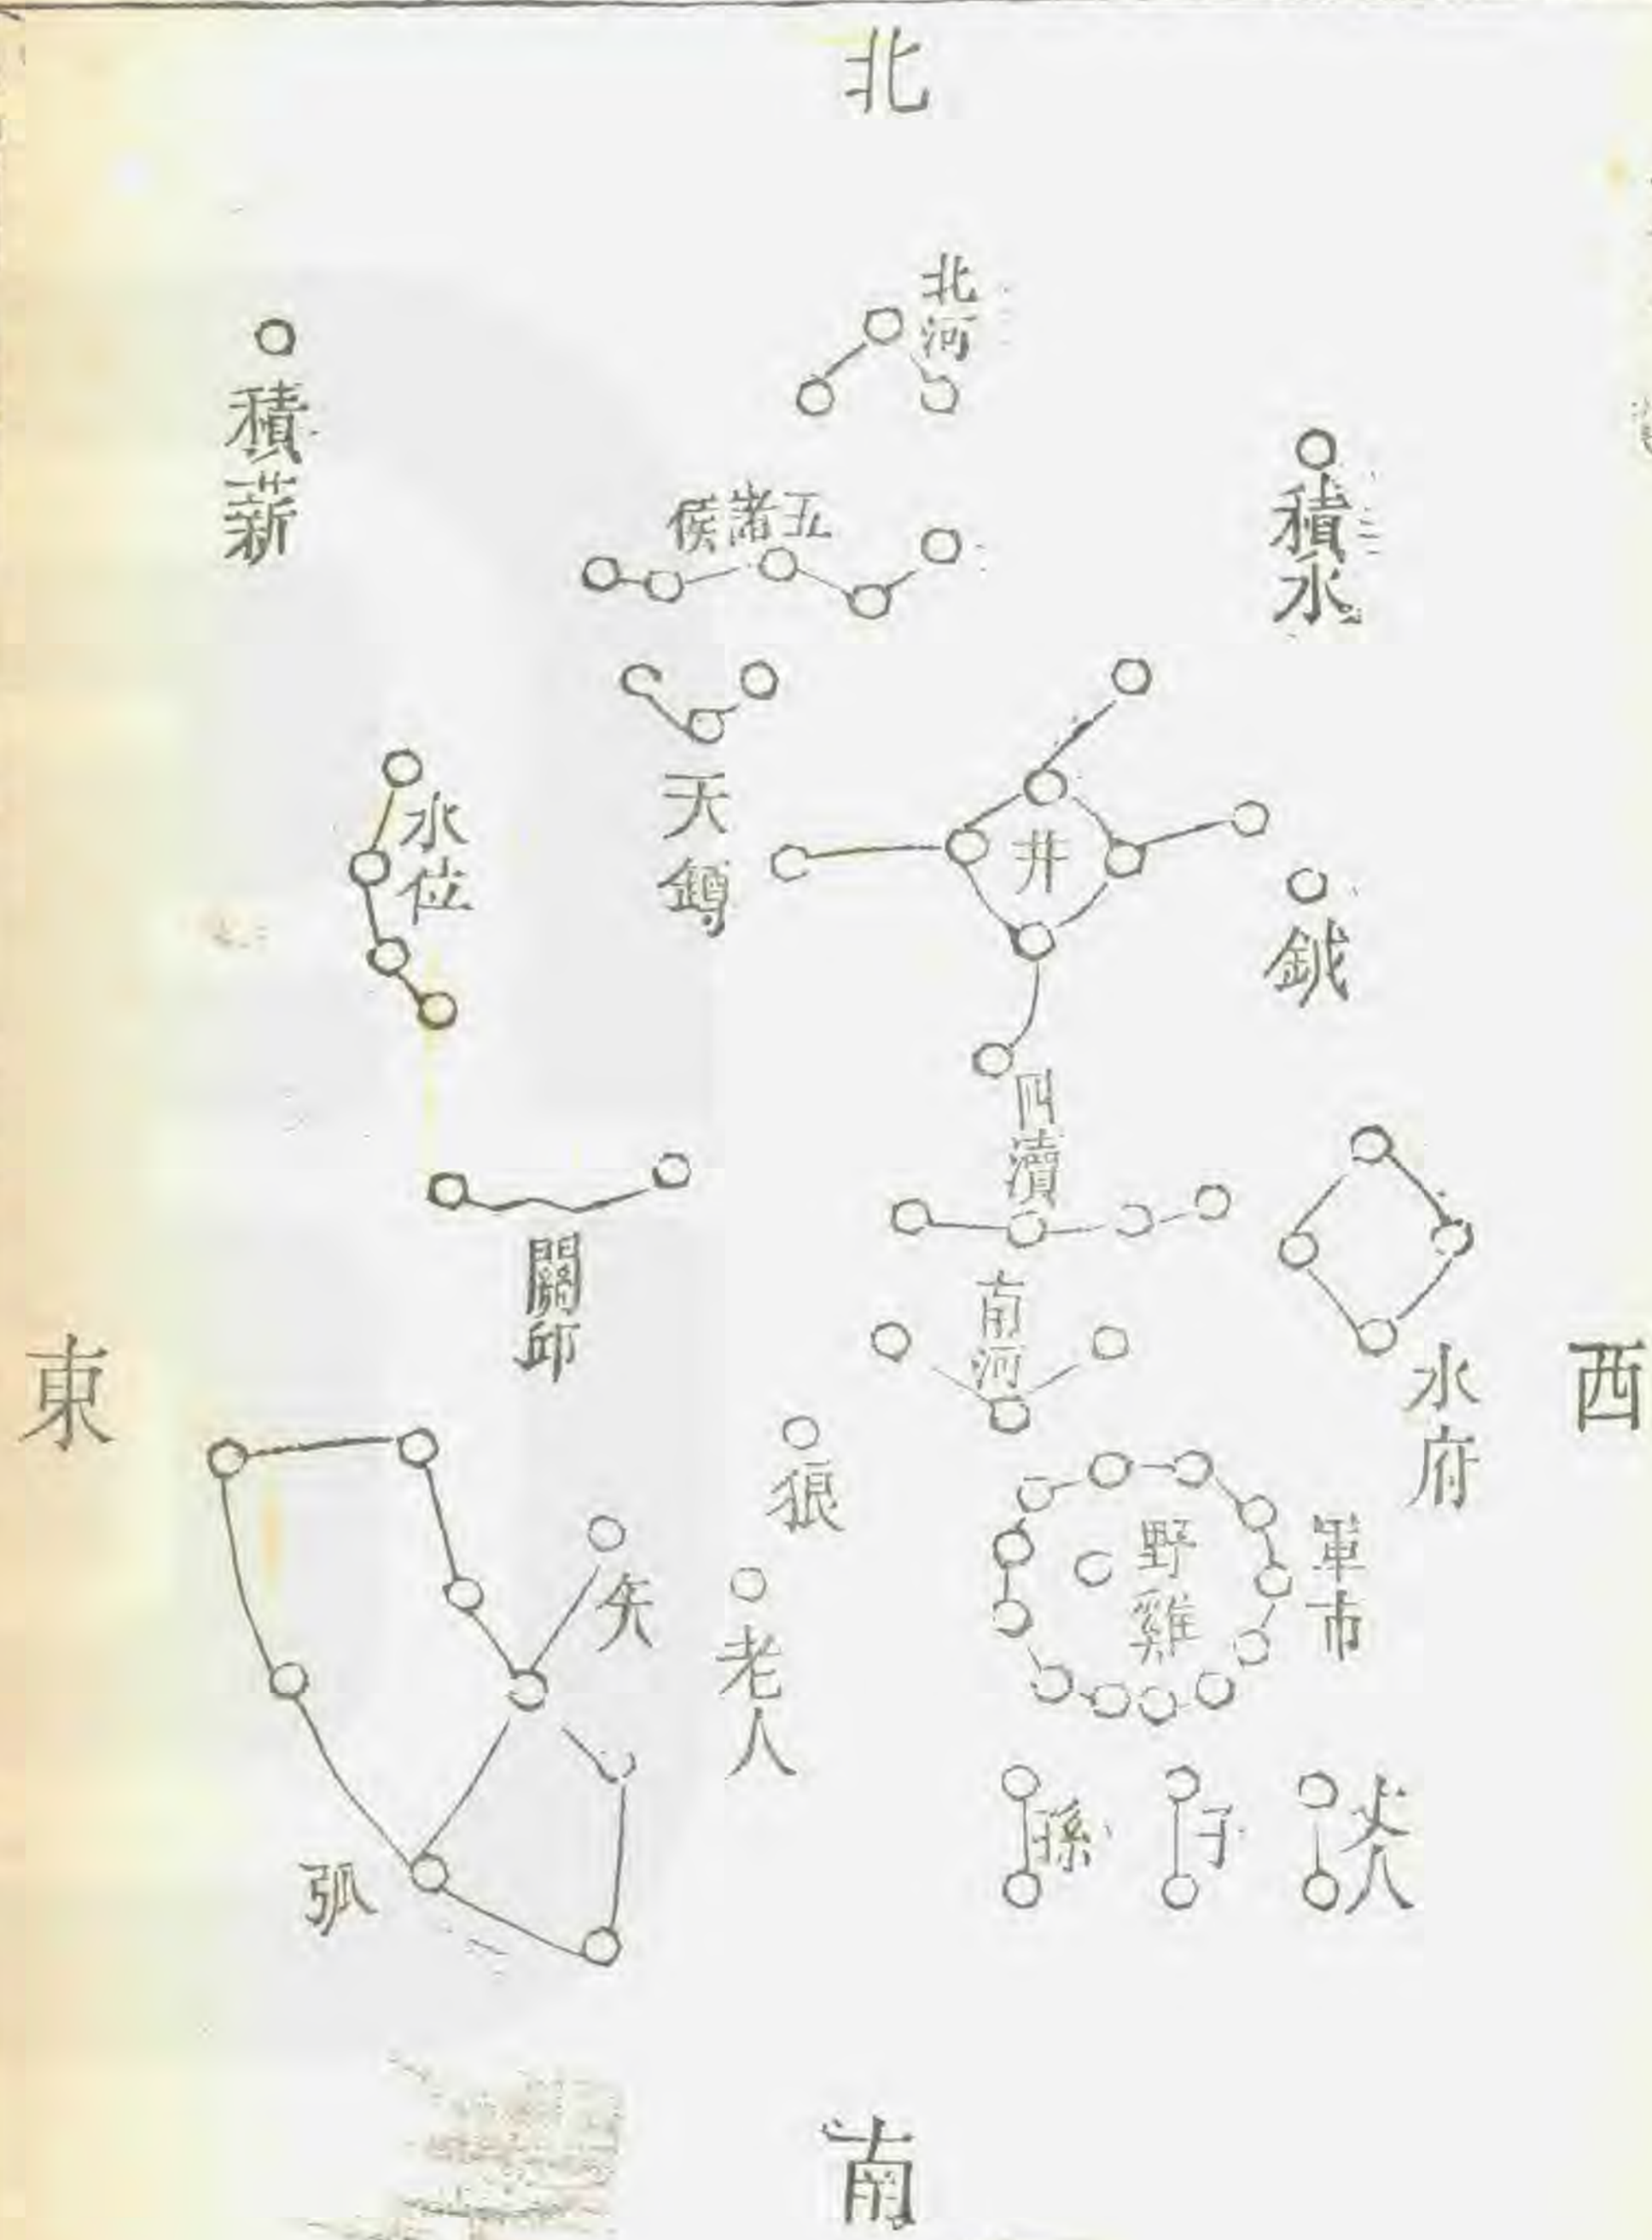 北
北河
積薪
積水
五諸侯
井
天鐏
水位
鉞
四瀆
關邱
南河
水府
東
西
狼
軍市
野雞
矢
老人
弧
孫
子
丈人
南